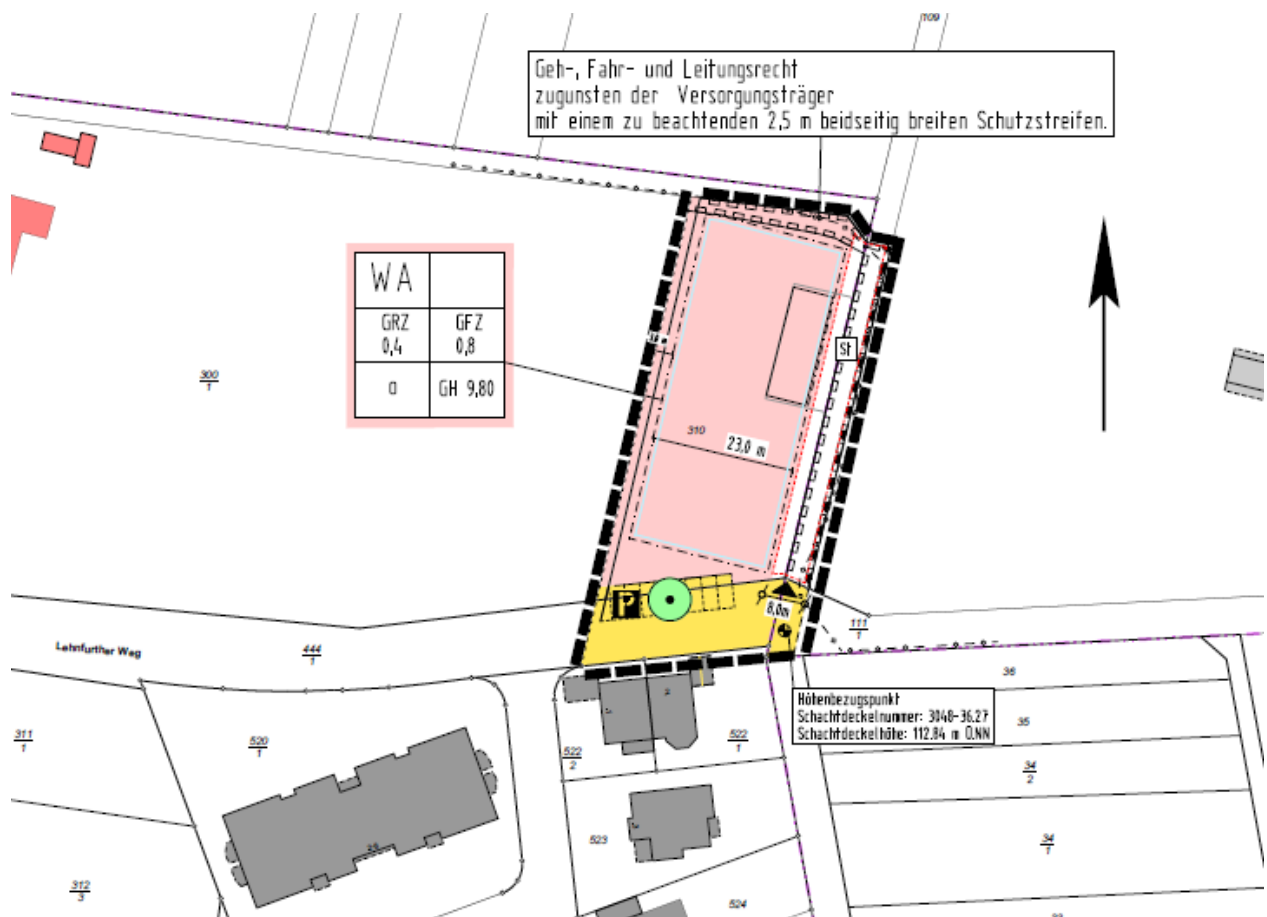 109
Geh-, Fahr- und Leitungsrecht
zugunsten der Versorgungsträger
mit einem zu beachtenden 2,5 m beidseitig breiten Schutzstreifen.
WA
GRZ
0,4
GFZ
0,8
a
GH 9,80
300
1
St
310
23,0 m
P
8,0m
111
1
Lehnfurther Weg
444
1
Höhenbezugspunkt
Schachtdeckelnummer: 3048-36.27
Schachtdeckelhöhe: 112.84 m Ü.NN
36
35
34
2
34
1
311
1
520
1
522
2
522
1
523
524
312
3